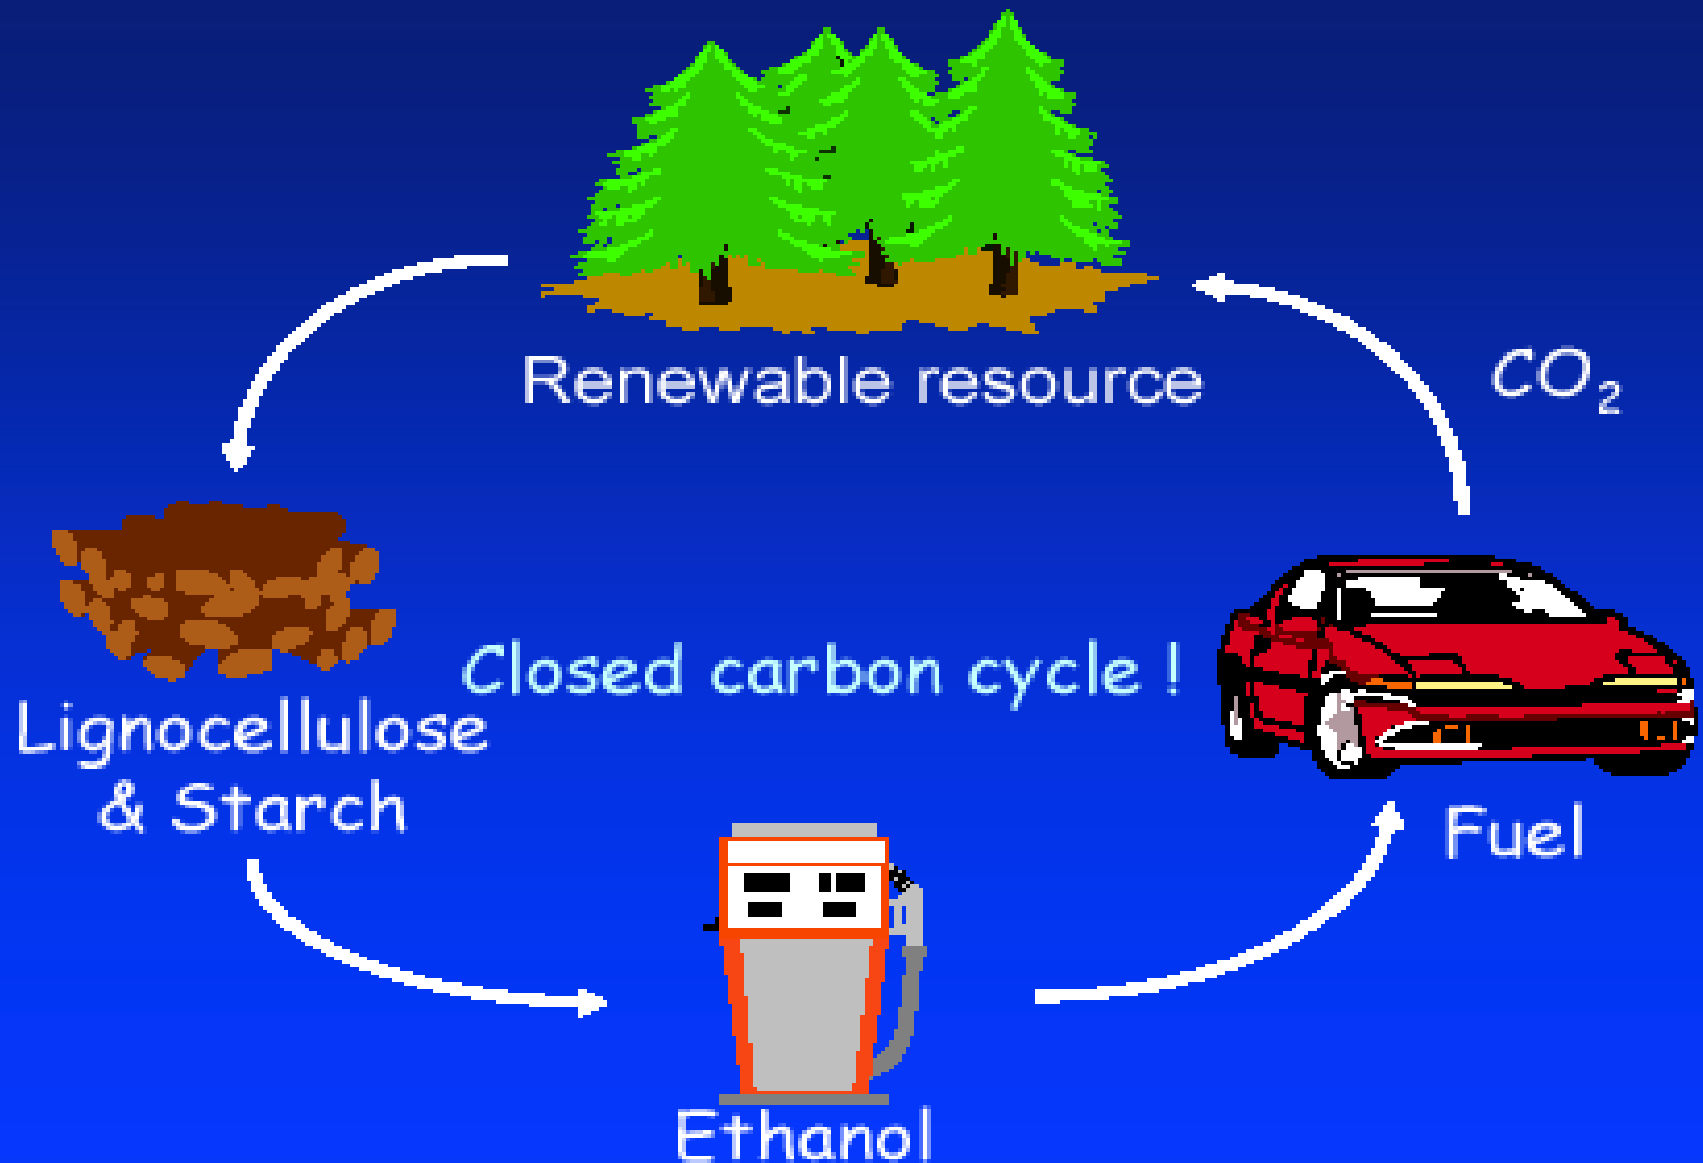 Renewable resource
CO₂
Closed carbon cycle !
Lignocellulose
& Starch
Fuel
Ethanol